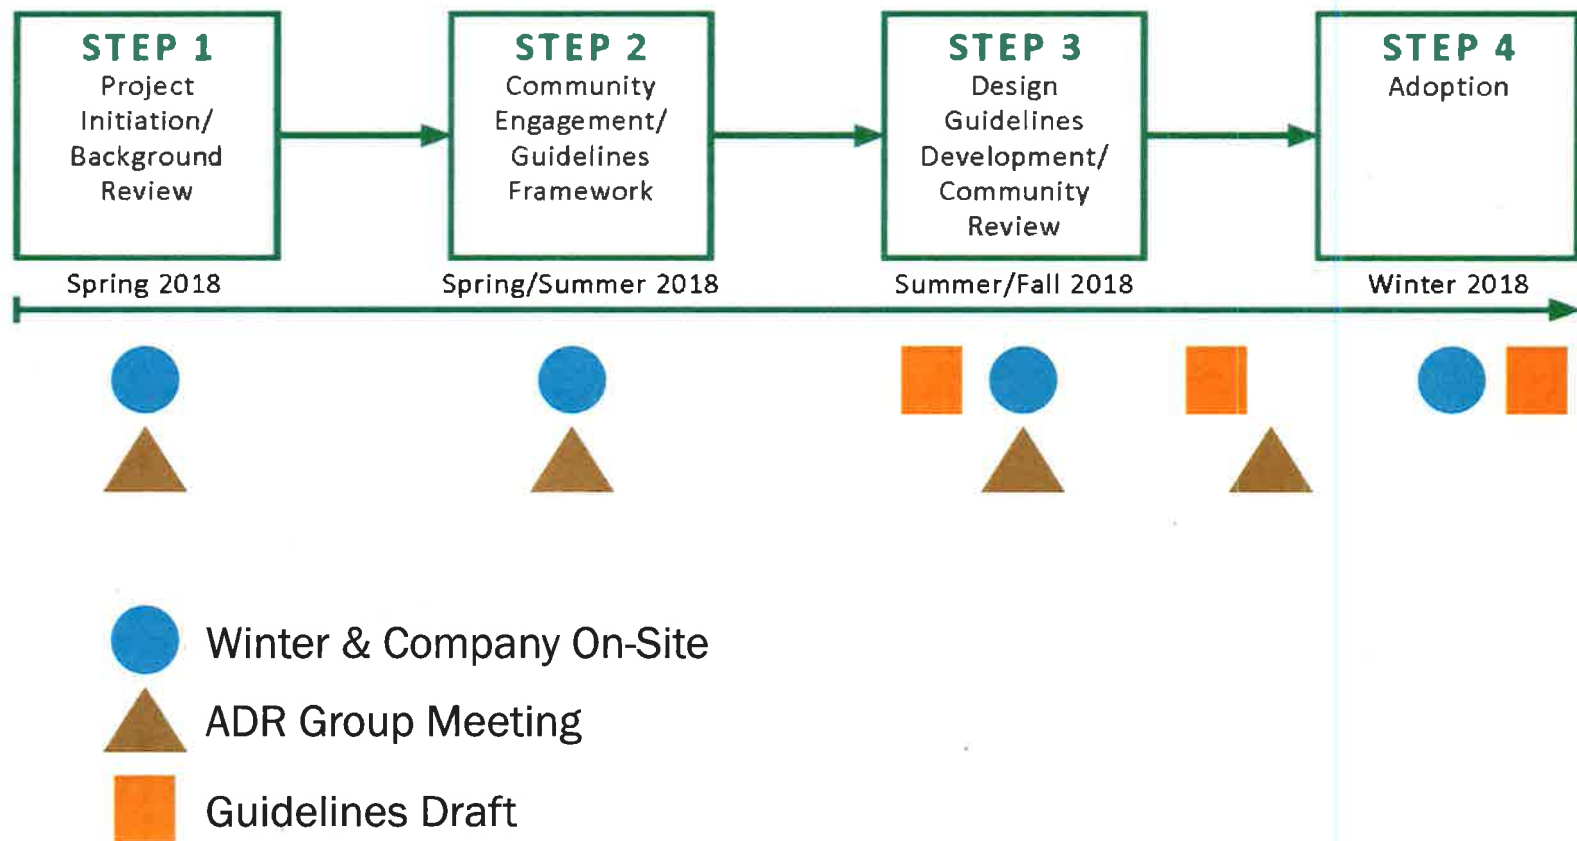 STEP 1
Project
Initiation/
Background
Review
STEP 2
Community
Engagement/
Guidelines
Framework
STEP 3
Design
Guidelines
Development/
Community
Review
STEP 4
Adoption
Spring 2018
Spring/Summer 2018
Summer/Fall 2018
Winter 2018
Winter & Company On-Site
ADR Group Meeting
Guidelines Draft